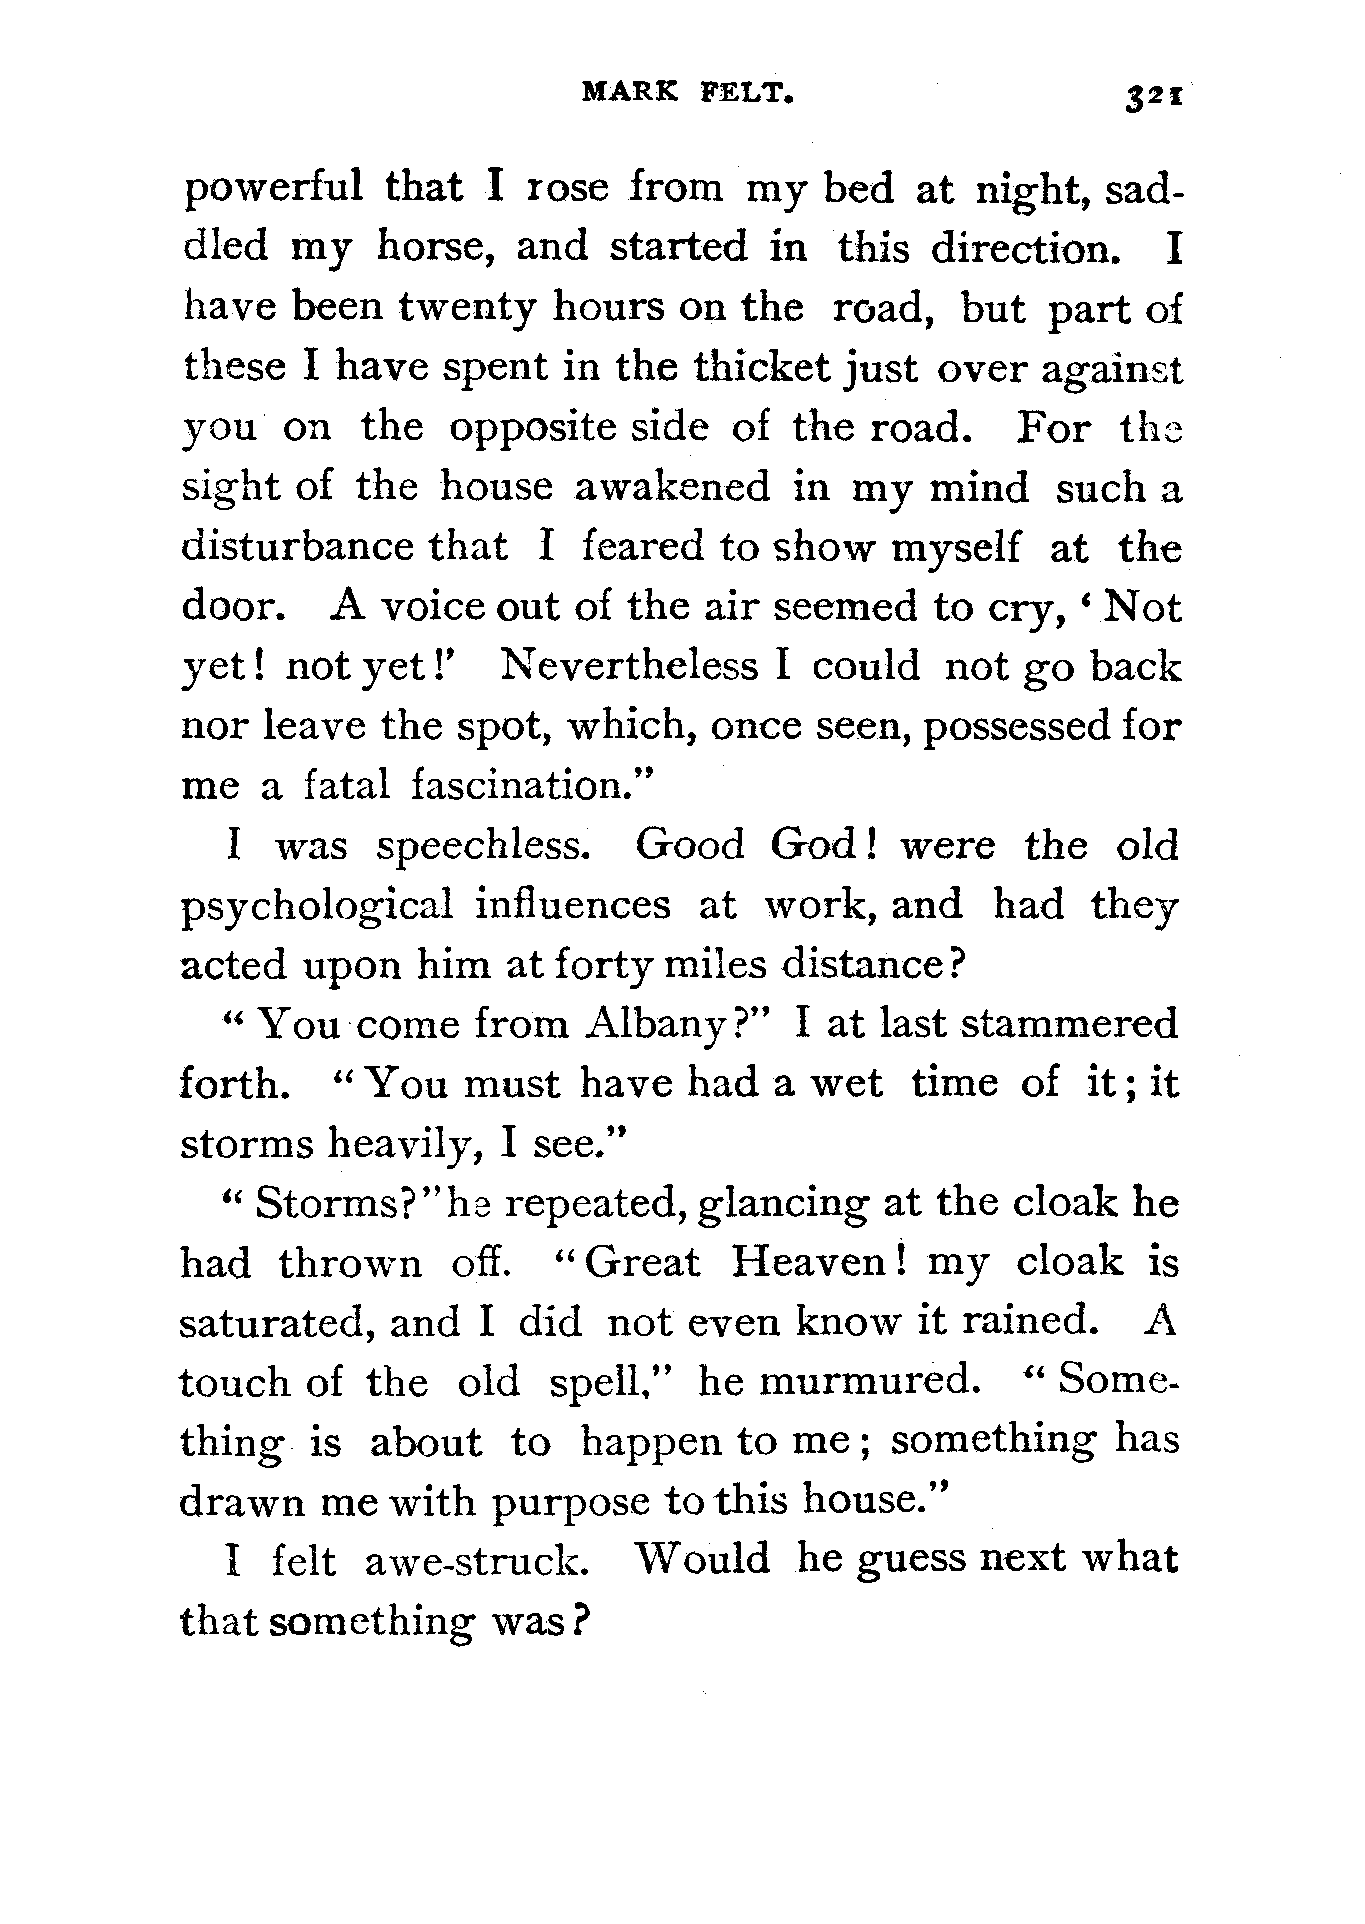 MARK FELT. 321
powerful that I rose from my bed at night, sad-
dled my horse, and started in this direction. I
have been twenty hours on the road, but part of
these I have spent in the thicket just over against
you on the opposite side of the road. For the
sight of the house awakened in my mind such a
disturbance that I feared to show myself at the
door. A voice out of the air seemed to cry, ‘ Not
yet! not yet!’ Nevertheless I could not go back
nor leave the spot, which, once seen, possessed for
me a fatal fascination.”
I was speechless. Good God! were the old
psychological influences at work, and had they
acted upon him at forty miles distance?
“ You come from Albany?” I at last stammered
forth. “ You must have had a wet time of it; it
storms heavily, I see.”
“ Storms?” he repeated, glancing at the cloak he
had thrown off. “ Great Heaven! my cloak is
saturated, and I did not even know it rained. A
touch of the old spell,” he murmured. “ Some-
thing is about to happen to me; something has
drawn me with purpose to this house.”
I felt awe-struck. Would he guess next what
that something was?